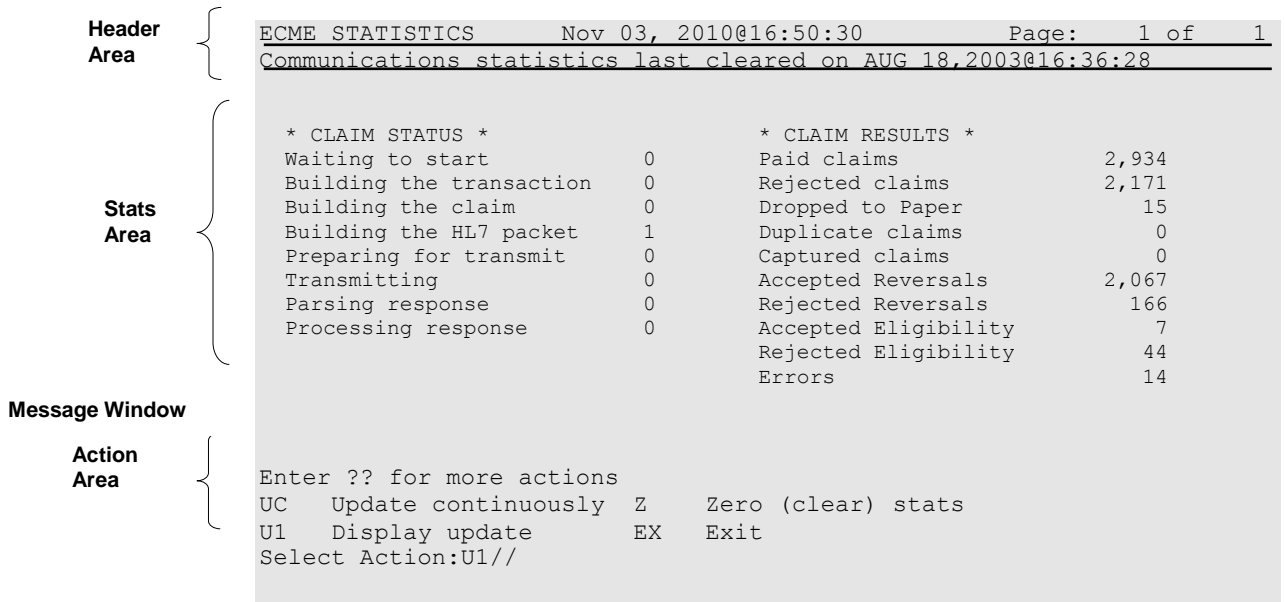 Header
Area
ECME STATISTICS Nov 03, 2010@16:50:30 Page: 1 of 1
Communications statistics last cleared on AUG 18,2003@16:36:28
Stats
Area
* CLAIM STATUS * * CLAIM RESULTS *
Waiting to start 0 Paid claims 2,934
Building the transaction 0 Rejected claims 2,171
Building the claim 0 Dropped to Paper 15
Building the HL7 packet 1 Duplicate claims 0
Preparing for transmit 0 Captured claims 0
Transmitting 0 Accepted Reversals 2,067
Parsing response 0 Rejected Reversals 166
Processing response 0 Accepted Eligibility 7
Rejected Eligibility 44
Errors 14
Message Window
Action
Area
Enter ?? for more actions
UC Update continuously Z Zero (clear) stats
U1 Display update EX Exit
Select Action:U1//